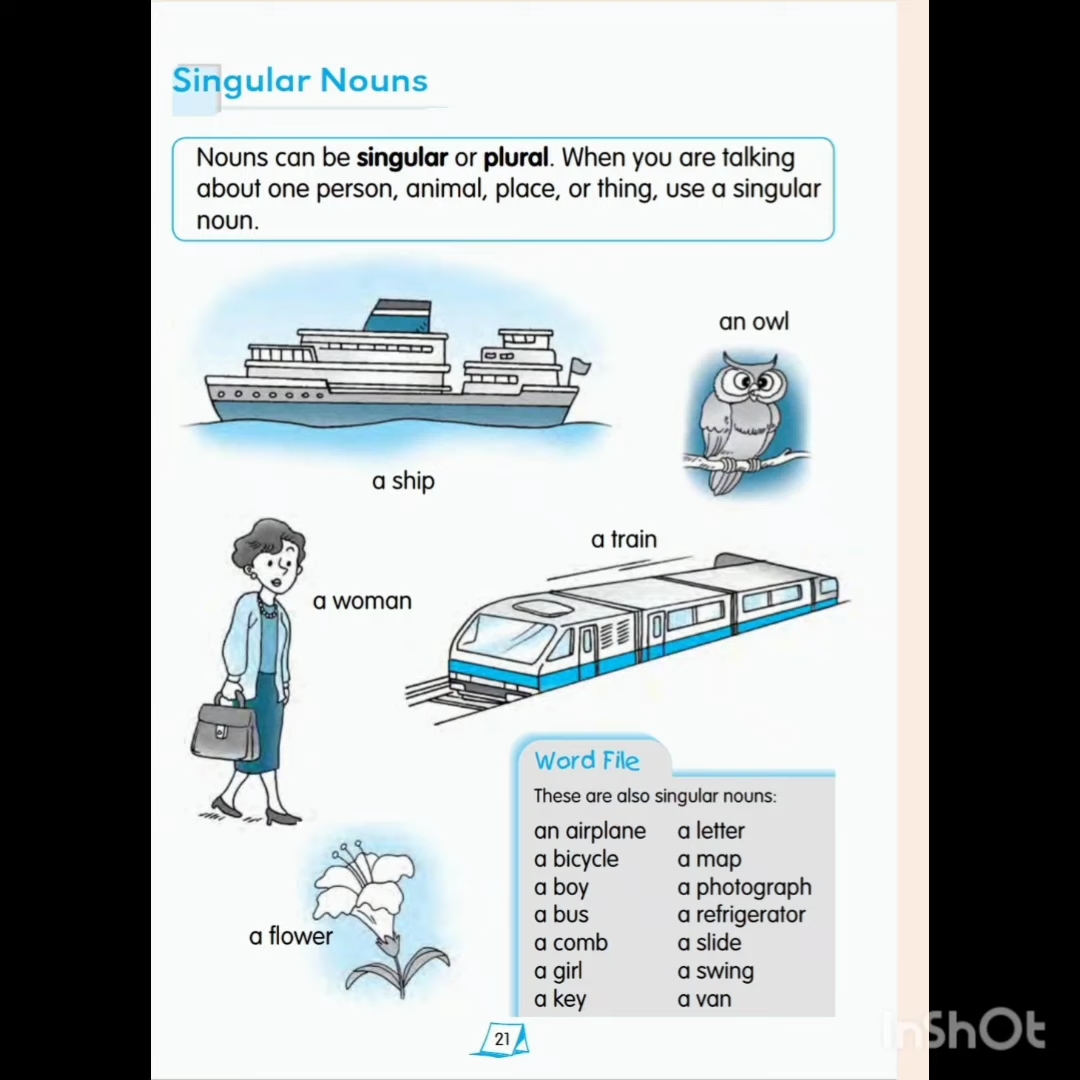 Singular Nouns
Nouns can be singular or plural. When you are talking
about one person, animal, place, or thing, use a singular
noun.
an owl
a ship
a train
a woman
a flower
Word File
These are also singular nouns:
an airplane
a bicycle
a boy
a bus
a comb
a girl
a key
a letter
a map
a photograph
a refrigerator
a slide
a swing
a van
21
InShOt